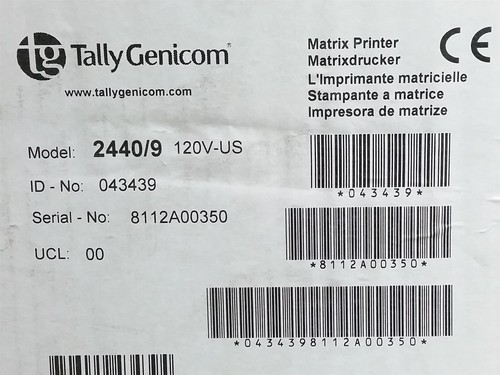 tg TallyGenicom
www.tallygenicom.com
Matrix Printer
Matrixdrucker
L'Imprimante matricielle
Stampante a matrice
Impresora de matrize
CE
Model: 2440/9 120V-US
ID - No: 043439
Serial - No: 8112A00350
UCL: 00
*043439*
*8112A00350*
*0434398112A00350*